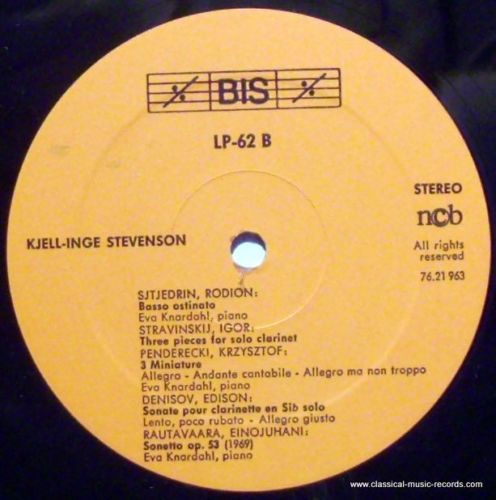 BIS
LP-62 B
STEREO
ncb
KJELL-INGE STEVENSON
All rights
reserved
76.21 963
SJTJEDRIN, RODION:
Basso ostinato
Eva Knardahl, piano
STRAVINSKIJ, IGOR:
Three pieces for solo clarinet
PENDERECKI, KRZYSZTOF:
3 Miniature
Allegro - Andante cantabile - Allegro ma non troppo
Eva Knardahl, piano
DENISOV, EDISON:
Sonate pour clarinette en Sib solo
Lento, poco rubato - Allegro giusto
RAUTAVAARA, EINOJUHANI:
Sonetto op. 53 (1969)
Eva Knardahl, piano
www.classical-music-records.com